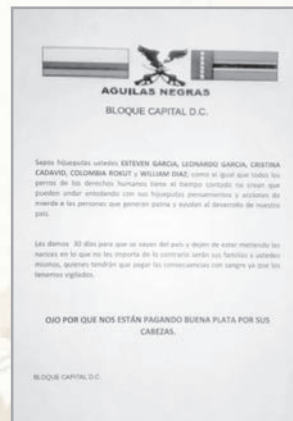 AGUILAS NEGRAS
BLOQUE CAPITAL D.C.
Sapos hijueputas ustedes ESTEVEN GARCIA, LEONARDO GARCIA, CRISTINA
CADAVID, COLOMBIA ROKUT y WILLIAM DIAZ, como si igual que todos los
perros de los derechos humanos tiene el tiempo contado no crean que
pueden andar enlodando con sus hijueputas pensamientos y acciones de
mierda a las personas que generan patria y ayudan al desarrollo de nuestro
país.
Les damos 30 días para que se vayan del país y dejen de estar metiendo las
narices en lo que no les importa de lo contrario serán sus familias y ustedes
mismos, quienes tendrán que pagar las consecuencias con sangre ya que los
tenemos vigilados.
OJO POR QUE NOS ESTÁN PAGANDO BUENA PLATA POR SUS
CABEZAS.
BLOQUE CAPITAL D.C.